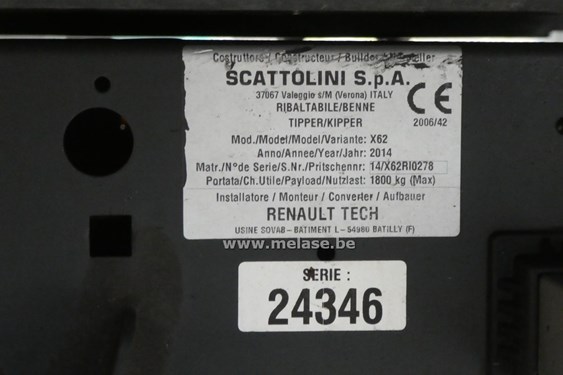 Costruttore/Constructeur / Builder
SCATTOLINI S.p.A.
37067 Valeggio s/M (Verona) ITALY
RIBALTABILE/BENNE
TIPPER/KIPPER
CE
2006/42
Mod./Model/Model/Variante: X62
Anno/Annee/Year/Jahr: 2014
Matr./N°de Serie/S.Nr./Pritschennr: 14/X62RI0278
Portata/Ch.Utile/Payload/Nutzlast: 1800 kg (Max)
Installatore / Monteur / Converter / Aufbauer
RENAULT TECH
USINE SOVAB - BATIMENT L - 54980 BATILLY (F)
www.melase.be
SERIE :
24346